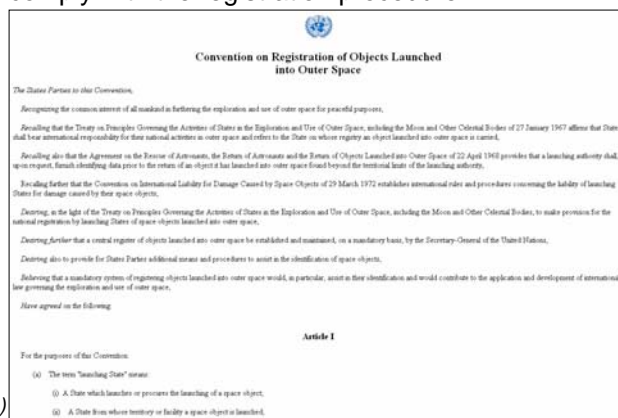 comply with the registration procedure
Convention on Registration of Objects Launched
into Outer Space
The States Parties to this Convention,
Recognizing the common interest of all mankind in furthering the exploration and use of outer space for peaceful purposes,
Recalling that the Treaty on Principles Governing the Activities of States in the Exploration and Use of Outer Space, including the Moon and Other Celestial Bodies of 27 January 1967 affirms that States
shall bear international responsibility for their national activities in outer space and refers to the State on whose registry an object launched into outer space is carried,
Recalling also that the Agreement on the Rescue of Astronauts, the Return of Astronauts and the Return of Objects Launched into Outer Space of 22 April 1968 provides that a launching authority shall,
upon request, furnish identifying data prior to the return of an object it has launched into outer space found beyond the territorial limits of the launching authority,
Recalling further that the Convention on International Liability for Damage Caused by Space Objects of 29 March 1972 establishes international rules and procedures concerning the liability of launching
States for damage caused by their space objects,
Desiring, in the light of the Treaty on Principles Governing the Activities of States in the Exploration and Use of Outer Space, including the Moon and Other Celestial Bodies, to make provision for the
national registration by launching States of space objects launched into outer space,
Desiring further that a central register of objects launched into outer space be established and maintained, on a mandatory basis, by the Secretary-General of the United Nations,
Desiring also to provide for States Parties additional means and procedures to assist in the identification of space objects,
Believing that a mandatory system of registering objects launched into outer space would, in particular, assist in their identification and would contribute to the application and development of international
law governing the exploration and use of outer space,
Have agreed on the following:
Article I
For the purposes of this Convention:
(a) The term "launching State" means:
(i) A State which launches or procures the launching of a space object;
)
(ii) A State from whose territory or facility a space object is launched;